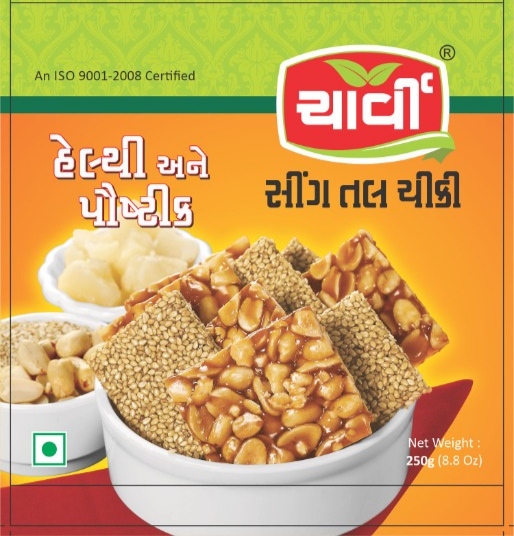 An ISO 9001-2008 Certified
®
ચાર્વી
હેલ્થી અને
પૌષ્ટીક
સીંગ તલ ચીક્રી
Net Weight :
250g (8.8 Oz)